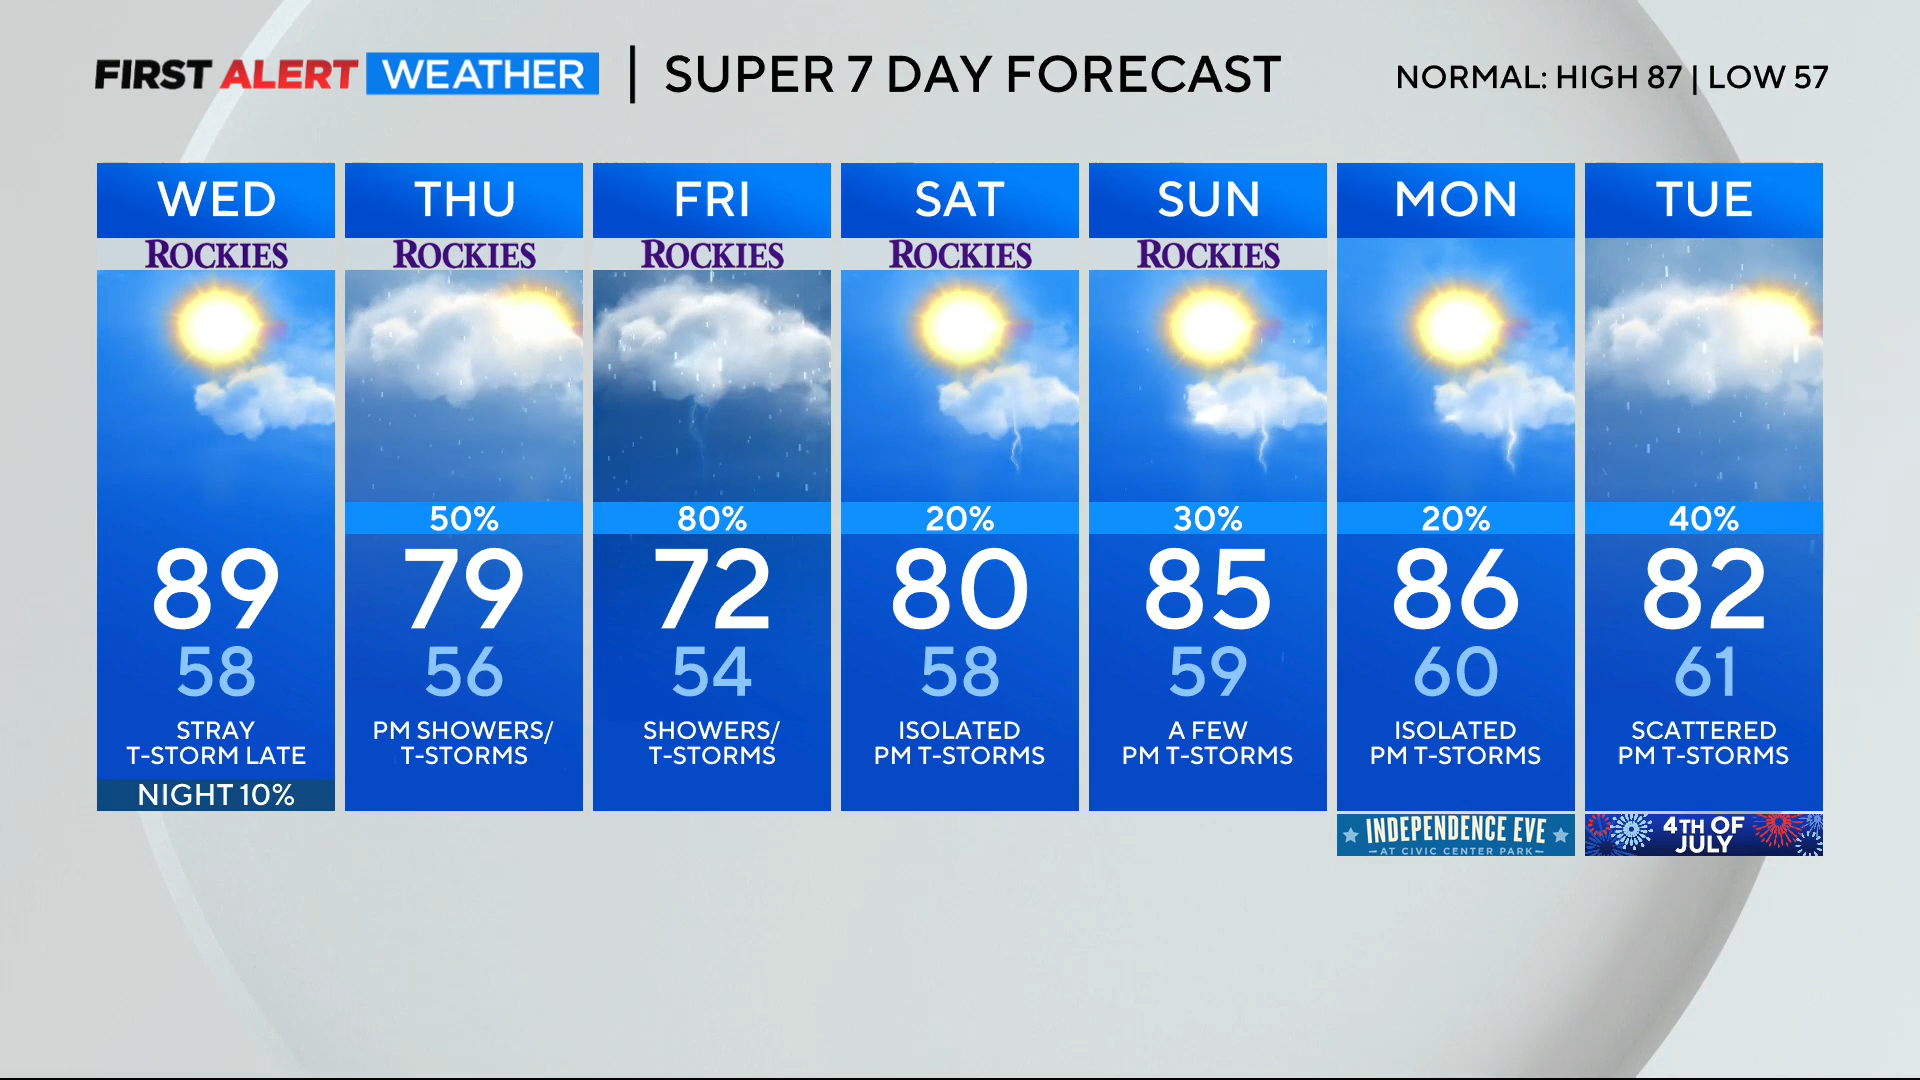 FIRST ALERT WEATHER | SUPER 7 DAY FORECAST
NORMAL: HIGH 87 | LOW 57
WED
ROCKIES
89
58
STRAY
T-STORM LATE
NIGHT 10%
THU
ROCKIES
50%
79
56
PM SHOWERS/
T-STORMS
FRI
ROCKIES
80%
72
54
SHOWERS/
T-STORMS
SAT
ROCKIES
20%
80
58
ISOLATED
PM T-STORMS
SUN
ROCKIES
30%
85
59
A FEW
PM T-STORMS
MON
20%
86
60
ISOLATED
PM T-STORMS
INDEPENDENCE EVE
AT CIVIC CENTER PARK
TUE
40%
82
61
SCATTERED
PM T-STORMS
4TH OF
JULY